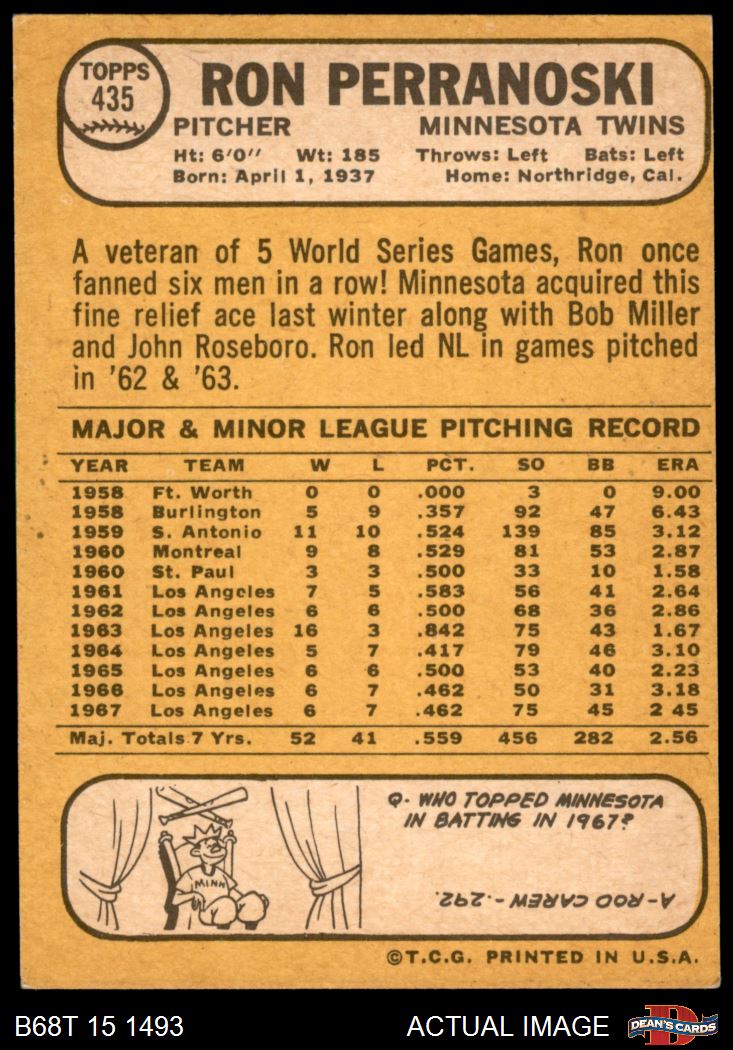 TOPPS
435
RON PERRANOSKI
PITCHER MINNESOTA TWINS
Ht: 6'0'' Wt: 185 Throws: Left Bats: Left
Born: April 1, 1937 Home: Northridge, Cal.
A veteran of 5 World Series Games, Ron once
fanned six men in a row! Minnesota acquired this
fine relief ace last winter along with Bob Miller
and John Roseboro. Ron led NL in games pitched
in '62 & '63.
MAJOR & MINOR LEAGUE PITCHING RECORD
YEAR TEAM W L PCT. SO BB ERA
1958 Ft. Worth 0 0 .000 3 0 9.00
1958 Burlington 5 9 .357 92 47 6.43
1959 S. Antonio 11 10 .524 139 85 3.12
1960 Montreal 9 8 .529 81 53 2.87
1960 St. Paul 3 3 .500 33 10 1.58
1961 Los Angeles 7 5 .583 56 41 2.64
1962 Los Angeles 6 6 .500 68 36 2.86
1963 Los Angeles 16 3 .842 75 43 1.67
1964 Los Angeles 5 7 .417 79 46 3.10
1965 Los Angeles 6 6 .500 53 40 2.23
1966 Los Angeles 6 7 .462 50 31 3.18
1967 Los Angeles 6 7 .462 75 45 2 45
Maj. Totals 7 Yrs. 52 41 .559 456 282 2.56
Q- WHO TOPPED MINNESOTA
IN BATTING IN 1967?
MINN
A-ROD CAREW-.292.
©T.C.G. PRINTED IN U.S.A.
B68T 15 1493 ACTUAL IMAGE
D
DEAN'S CARDS